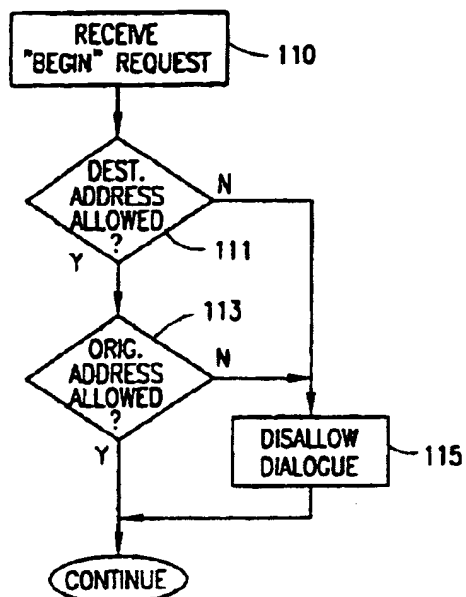 RECEIVE
"BEGIN" REQUEST
110
DEST.
ADDRESS
ALLOWED
?
N
Y
111
113
ORIG.
ADDRESS
ALLOWED
?
N
Y
DISALLOW
DIALOGUE
115
CONTINUE